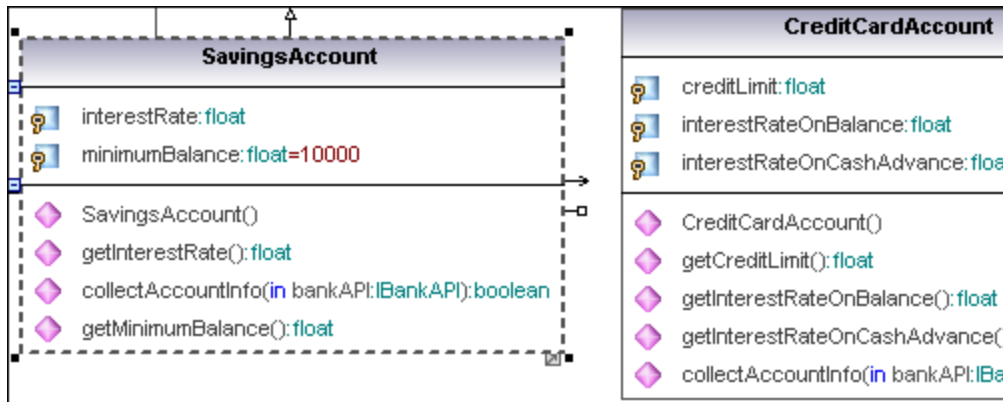 SavingsAccount
interestRate:float
minimumBalance:float=10000
SavingsAccount()
getInterestRate():float
collectAccountInfo(in bankAPI:IBankAPI):boolean
getMinimumBalance():float
CreditCardAccount
creditLimit:float
interestRateOnBalance:float
interestRateOnCashAdvance:floa
CreditCardAccount()
getCreditLimit():float
getInterestRateOnBalance():float
getInterestRateOnCashAdvance(
collectAccountInfo(in bankAPI:IBa